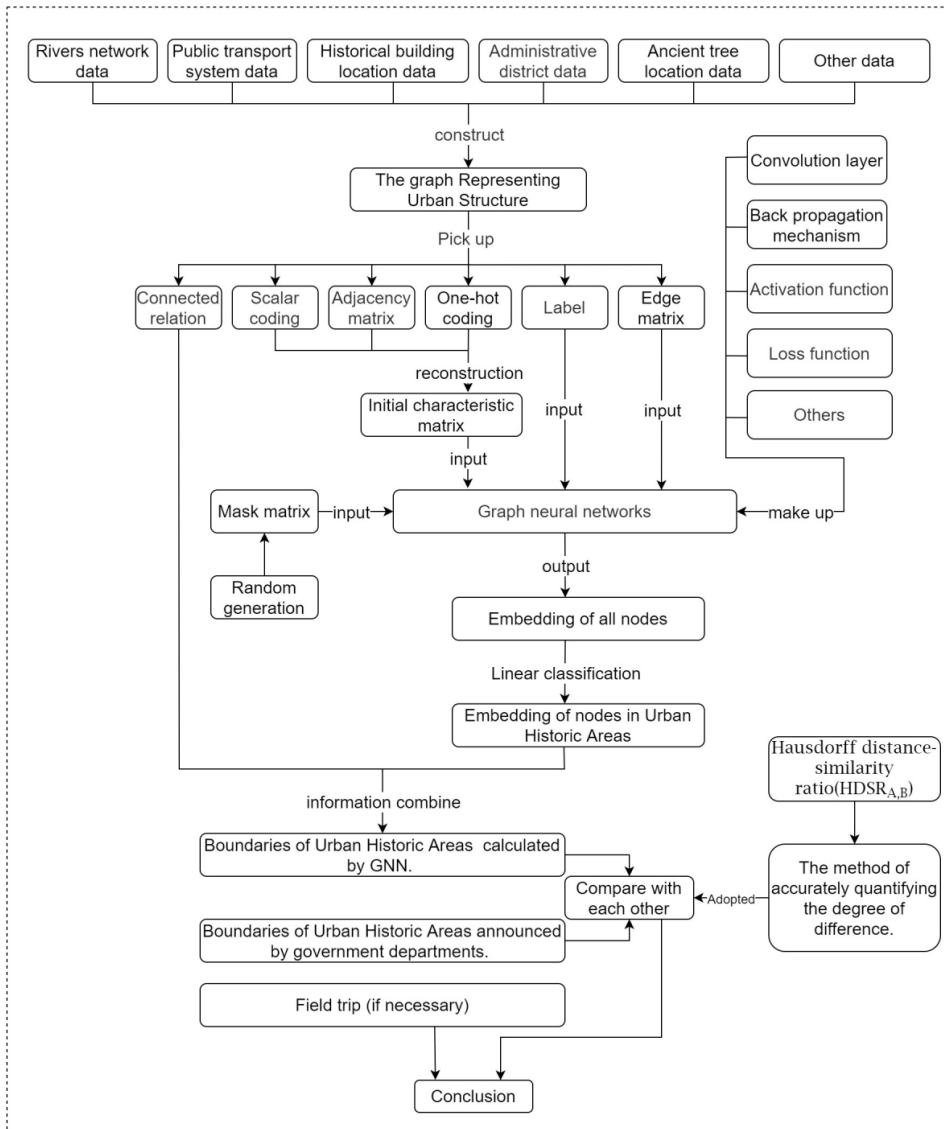 Rivers network
data
Public transport
system data
Historical building
location data
Administrative
district data
Ancient tree
location data
Other data
construct
The graph Representing
Urban Structure
Pick up
Connected
relation
Scalar
coding
Adjacency
matrix
One-hot
coding
Label
Edge
matrix
Convolution layer
Back propagation
mechanism
Activation function
Loss function
Others
reconstruction
Initial characteristic
matrix
input
input
input
Mask matrix
input
Graph neural networks
make up
Random
generation
output
Embedding of all nodes
Linear classification
Embedding of nodes in Urban
Historic Areas
Hausdorff distance-
similarity
ratio(HDSR_{A,B})
information combine
Boundaries of Urban Historic Areas calculated
by GNN.
Compare with
each other
Adopted
The method of
accurately quantifying
the degree of
difference.
Boundaries of Urban Historic Areas announced
by government departments.
Field trip (if necessary)
Conclusion